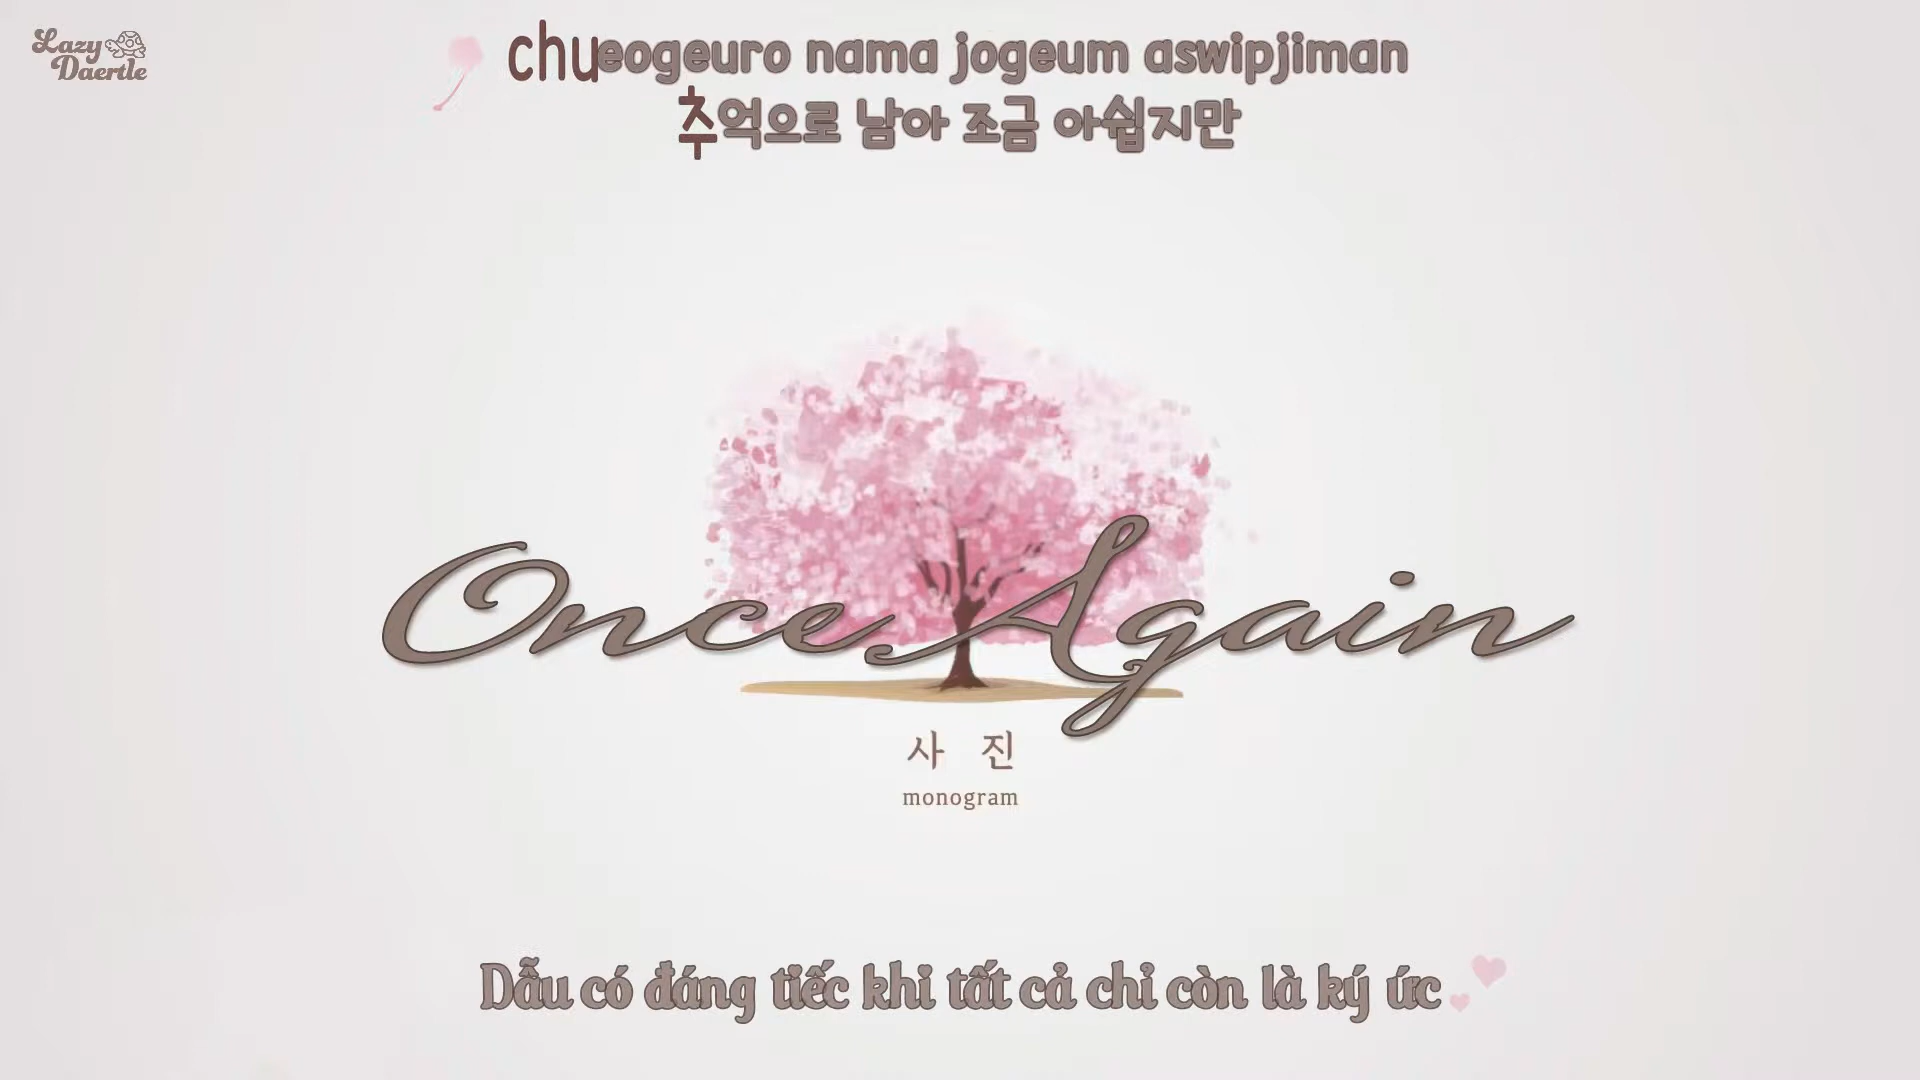 Lazy
Daertle
chueogeuro nama jogeum aswipjiman
추억으로 남아 조금 아쉽지만
Once Again
사 진
monogram
Dẫu có đáng tiếc khi tất cả chỉ còn là ký ức